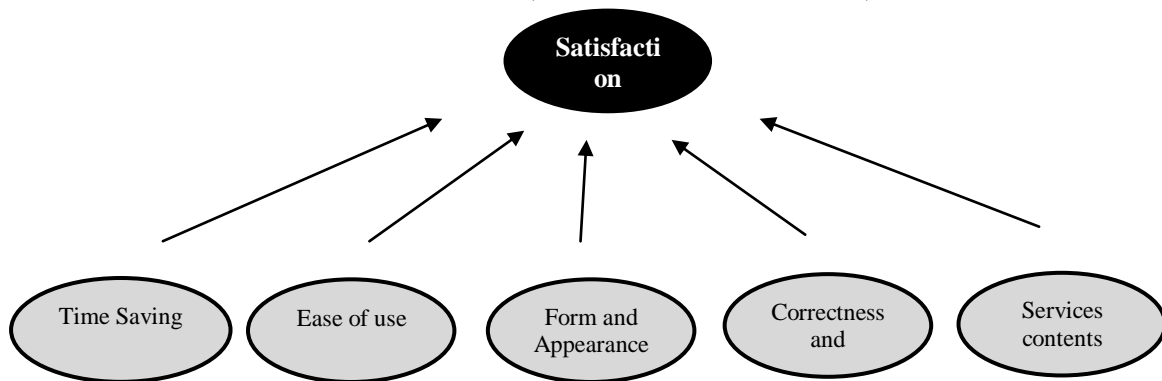 Satisfacti
on
Time Saving
Ease of use
Form and
Appearance
Correctness
and
Services
contents